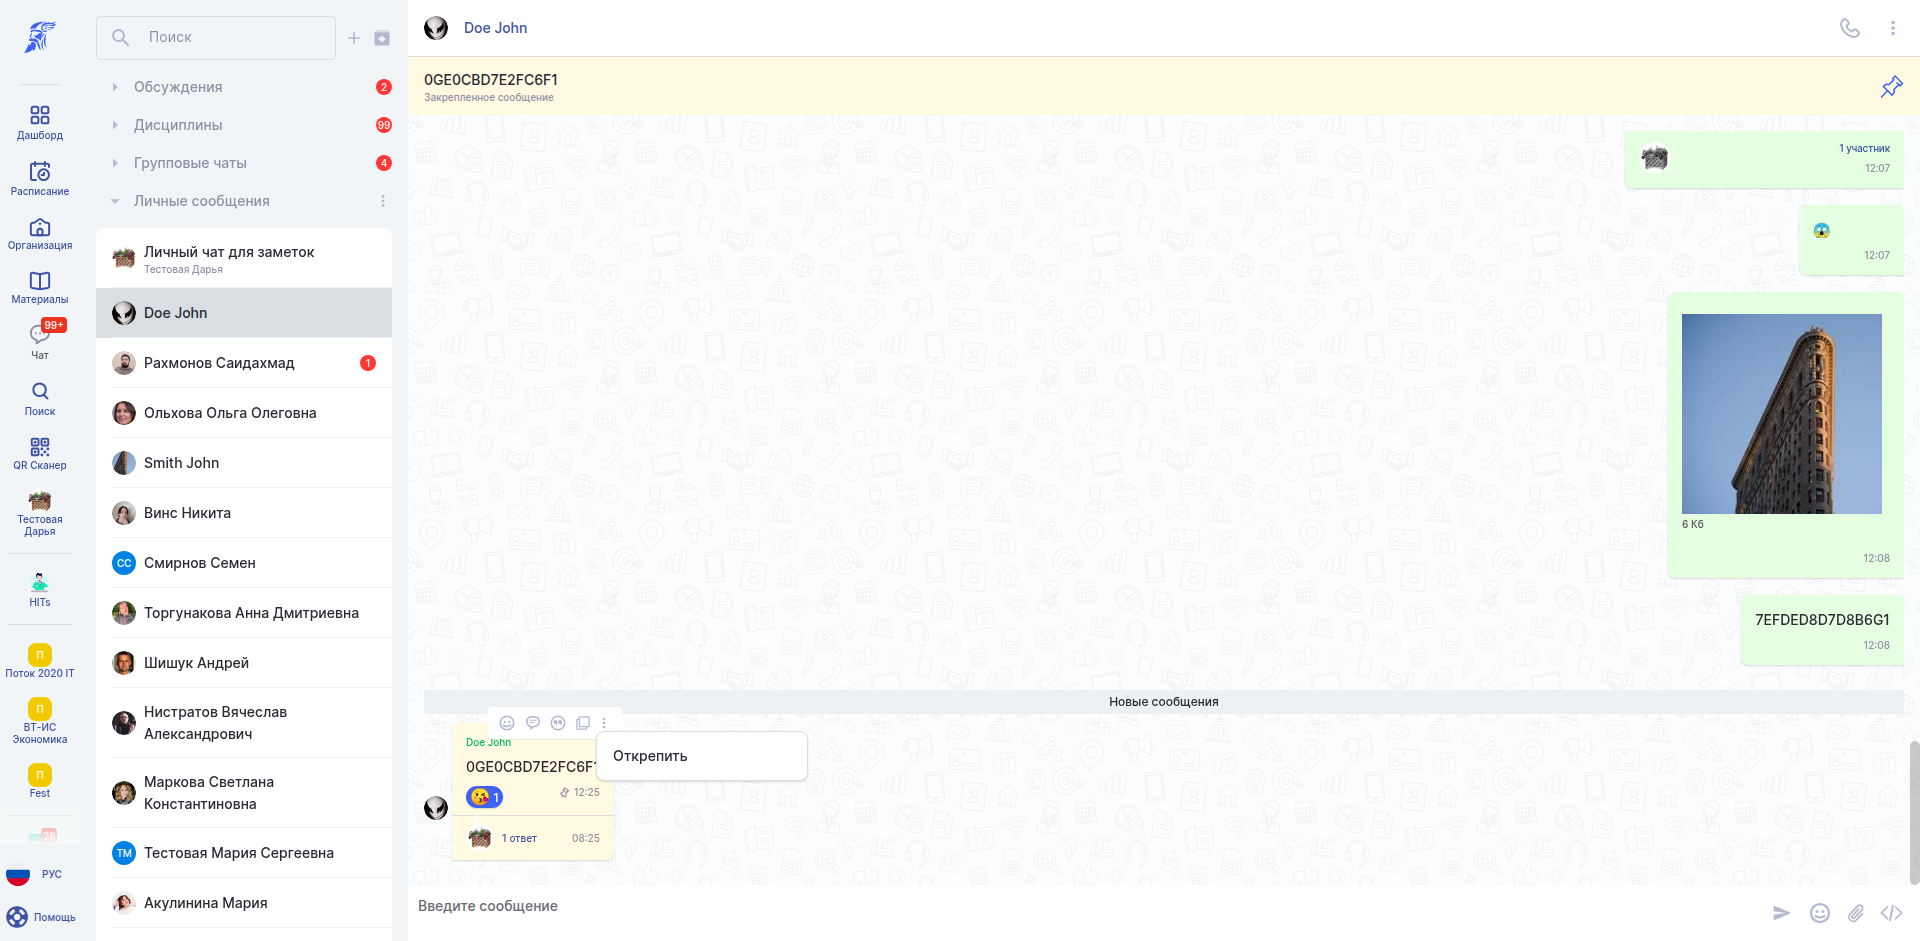 Дашборд
Расписание
Организация
Материалы
99+
Чат
Поиск
QR Сканер
Тестовая
Дарья
HITs
П
Поток 2020 IT
П
ВТ-ИС
Экономика
П
Fest
28
РУС
Помощь
Поиск
Обсуждения 2
Дисциплины 99
Групповые чаты 4
Личные сообщения
Личный чат для заметок
Тестовая Дарья
Doe John
Рахмонов Саидахмад 1
Ольхова Ольга Олеговна
Smith John
Винс Никита
СС Смирнов Семен
Торгунакова Анна Дмитриевна
Шишук Андрей
Нистратов Вячеслав
Александрович
Маркова Светлана
Константиновна
ТМ Тестовая Мария Сергеевна
Акулинина Мария
Doe John
0GE0CBD7E2FC6F1
Закрепленное сообщение
1 участник
12:07
12:07
6 Кб
12:08
7EFDED8D7D8B6G1
12:08
Новые сообщения
Doe John
0GE0CBD7E2FC6F1
Открепить
1 12:25
1 ответ 08:25
Введите сообщение